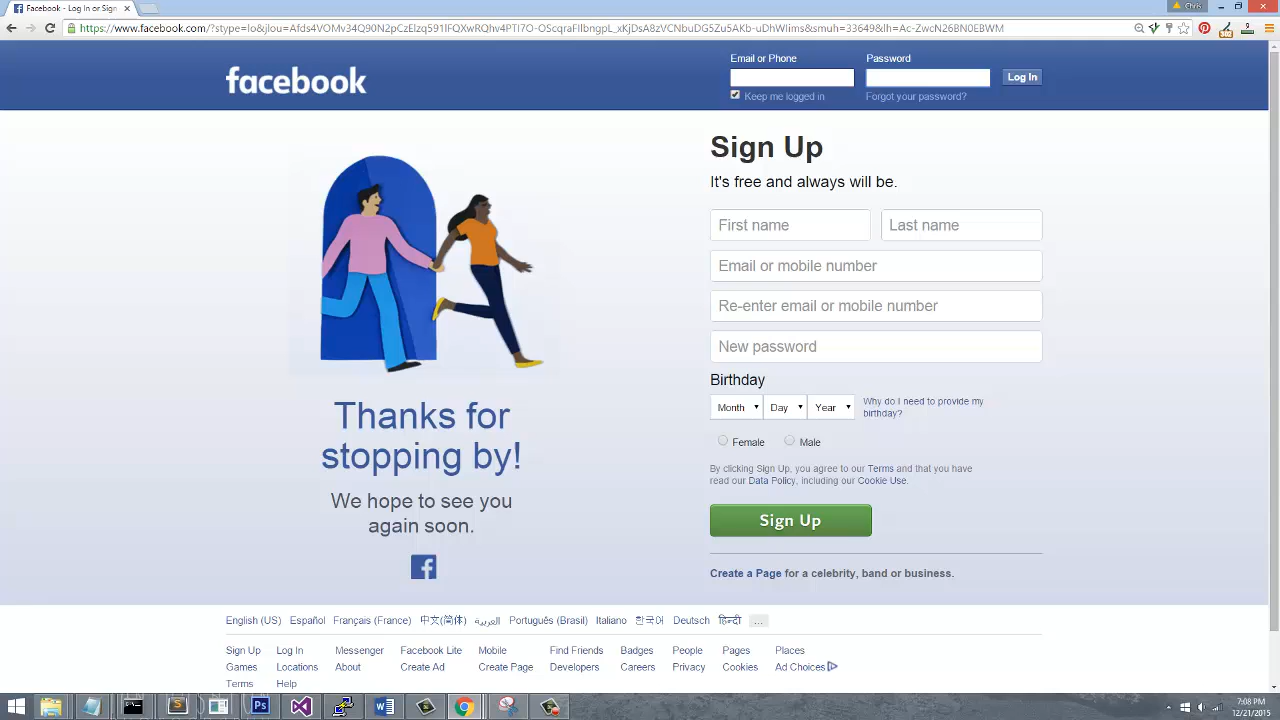 Facebook - Log In or Sign
Chris
https://www.facebook.com/?stype=lo&jlou=Afds4VOMv34Q90N2pCzEIzq591lFQXwRQhv4PTI7O-OScqraFIlbngpL_xKjDsA8zVCNbuDG5Zu5AKb-uDhWIims&smuh=33649&lh=Ac-ZwcN26BN0EBWM
facebook
Email or Phone
Password
Log In
Keep me logged in
Forgot your password?
Sign Up
It's free and always will be.
First name
Last name
Email or mobile number
Re-enter email or mobile number
New password
Birthday
Month
Day
Year
Why do I need to provide my
birthday?
Female
Male
By clicking Sign Up, you agree to our Terms and that you have
read our Data Policy, including our Cookie Use.
Sign Up
Create a Page for a celebrity, band or business.
Thanks for
stopping by!
We hope to see you
again soon.
English (US) Español Français (France) 中文(简体) العربية Português (Brasil) Italiano 한국어 Deutsch हिन्दी ...
Sign Up Log In Messenger Facebook Lite Mobile Find Friends Badges People Pages Places
Games Locations About Create Ad Create Page Developers Careers Privacy Cookies Ad Choices
Terms Help
7:08 PM
12/21/2015